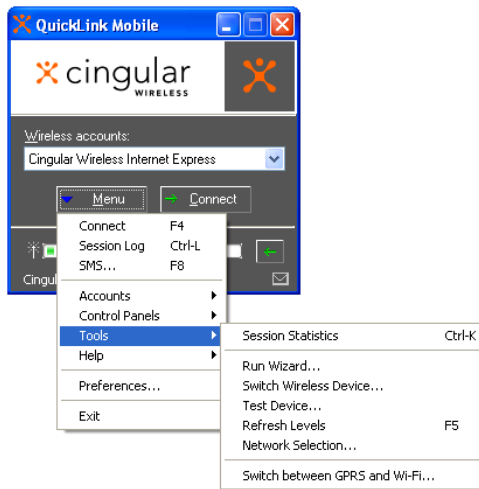 QuickLink Mobile
cingular
WIRELESS
Wireless accounts:
Cingular Wireless Internet Express
Menu
Connect
Connect F4
Session Log Ctrl-L
SMS... F8
Cingul
Accounts
Control Panels
Tools
Help
Preferences...
Exit
Session Statistics Ctrl-K
Run Wizard...
Switch Wireless Device...
Test Device...
Refresh Levels F5
Network Selection...
Switch between GPRS and Wi-Fi...